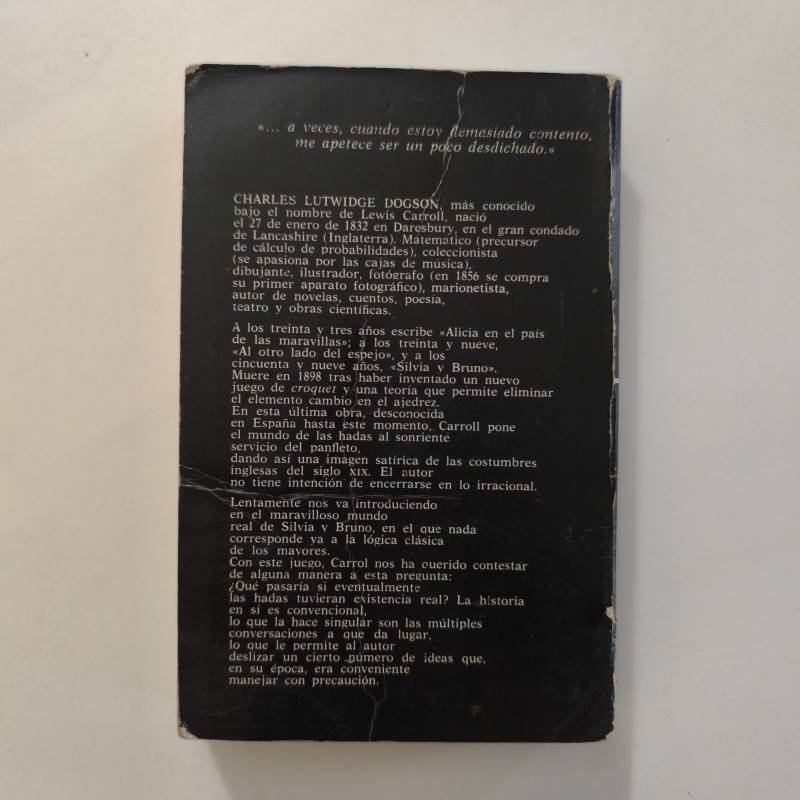 «... a veces, cuando estoy demasiado contento,
me apetece ser un poco desdichado.»
CHARLES LUTWIDGE DOGSON, más conocido
bajo el nombre de Lewis Carroll, nació
el 27 de enero de 1832 en Daresbury, en el gran condado
de Lancashire (Inglaterra). Matemático (precursor
de cálculo de probabilidades), coleccionista
(se apasiona por las cajas de música),
dibujante, ilustrador, fotógrafo (en 1856 se compra
su primer aparato fotográfico), marionetista,
autor de novelas, cuentos, poesía,
teatro y obras científicas.
A los treinta y tres años escribe «Alicia en el país
de las maravillas»; a los treinta y nueve,
«Al otro lado del espejo», y a los
cincuenta y nueve años, «Silvia y Bruno».
Muere en 1898 tras haber inventado un nuevo
juego de croquet y una teoría que permite eliminar
el elemento cambio en el ajedrez.
En esta última obra, desconocida
en España hasta este momento, Carroll pone
el mundo de las hadas al sonriente
servicio del panfleto,
dando así una imagen satírica de las costumbres
inglesas del siglo XIX. El autor
no tiene intención de encerrarse en lo irracional.
Lentamente nos va introduciendo
en el maravilloso mundo
real de Silvia y Bruno, en el que nada
corresponde ya a la lógica clásica
de los mayores.
Con este juego, Carrol nos ha querido contestar
de alguna manera a esta pregunta:
¿Qué pasaría si eventualmente
las hadas tuvieran existencia real? La historia
en sí es convencional,
lo que la hace singular son las múltiples
conversaciones a que da lugar,
lo que le permite al autor
deslizar un cierto número de ideas que,
en su época, era conveniente
manejar con precaución.